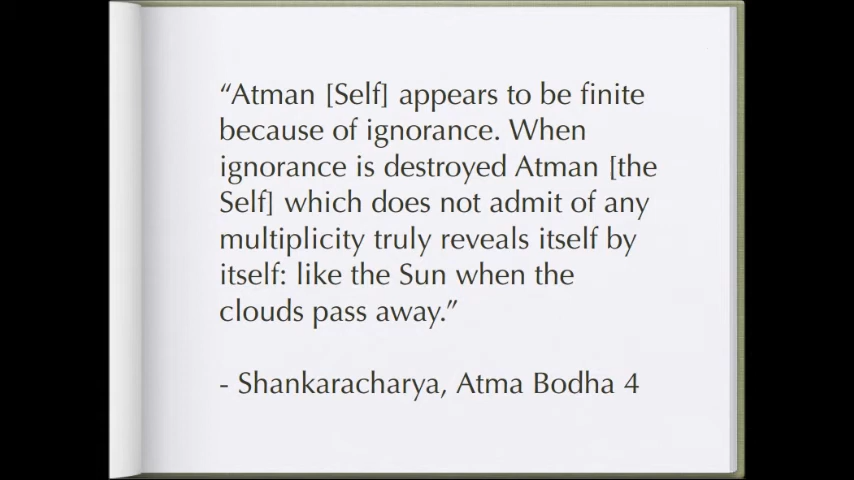 “Atman [Self] appears to be finite
because of ignorance. When
ignorance is destroyed Atman [the
Self] which does not admit of any
multiplicity truly reveals itself by
itself: like the Sun when the
clouds pass away.”
- Shankaracharya, Atma Bodha 4